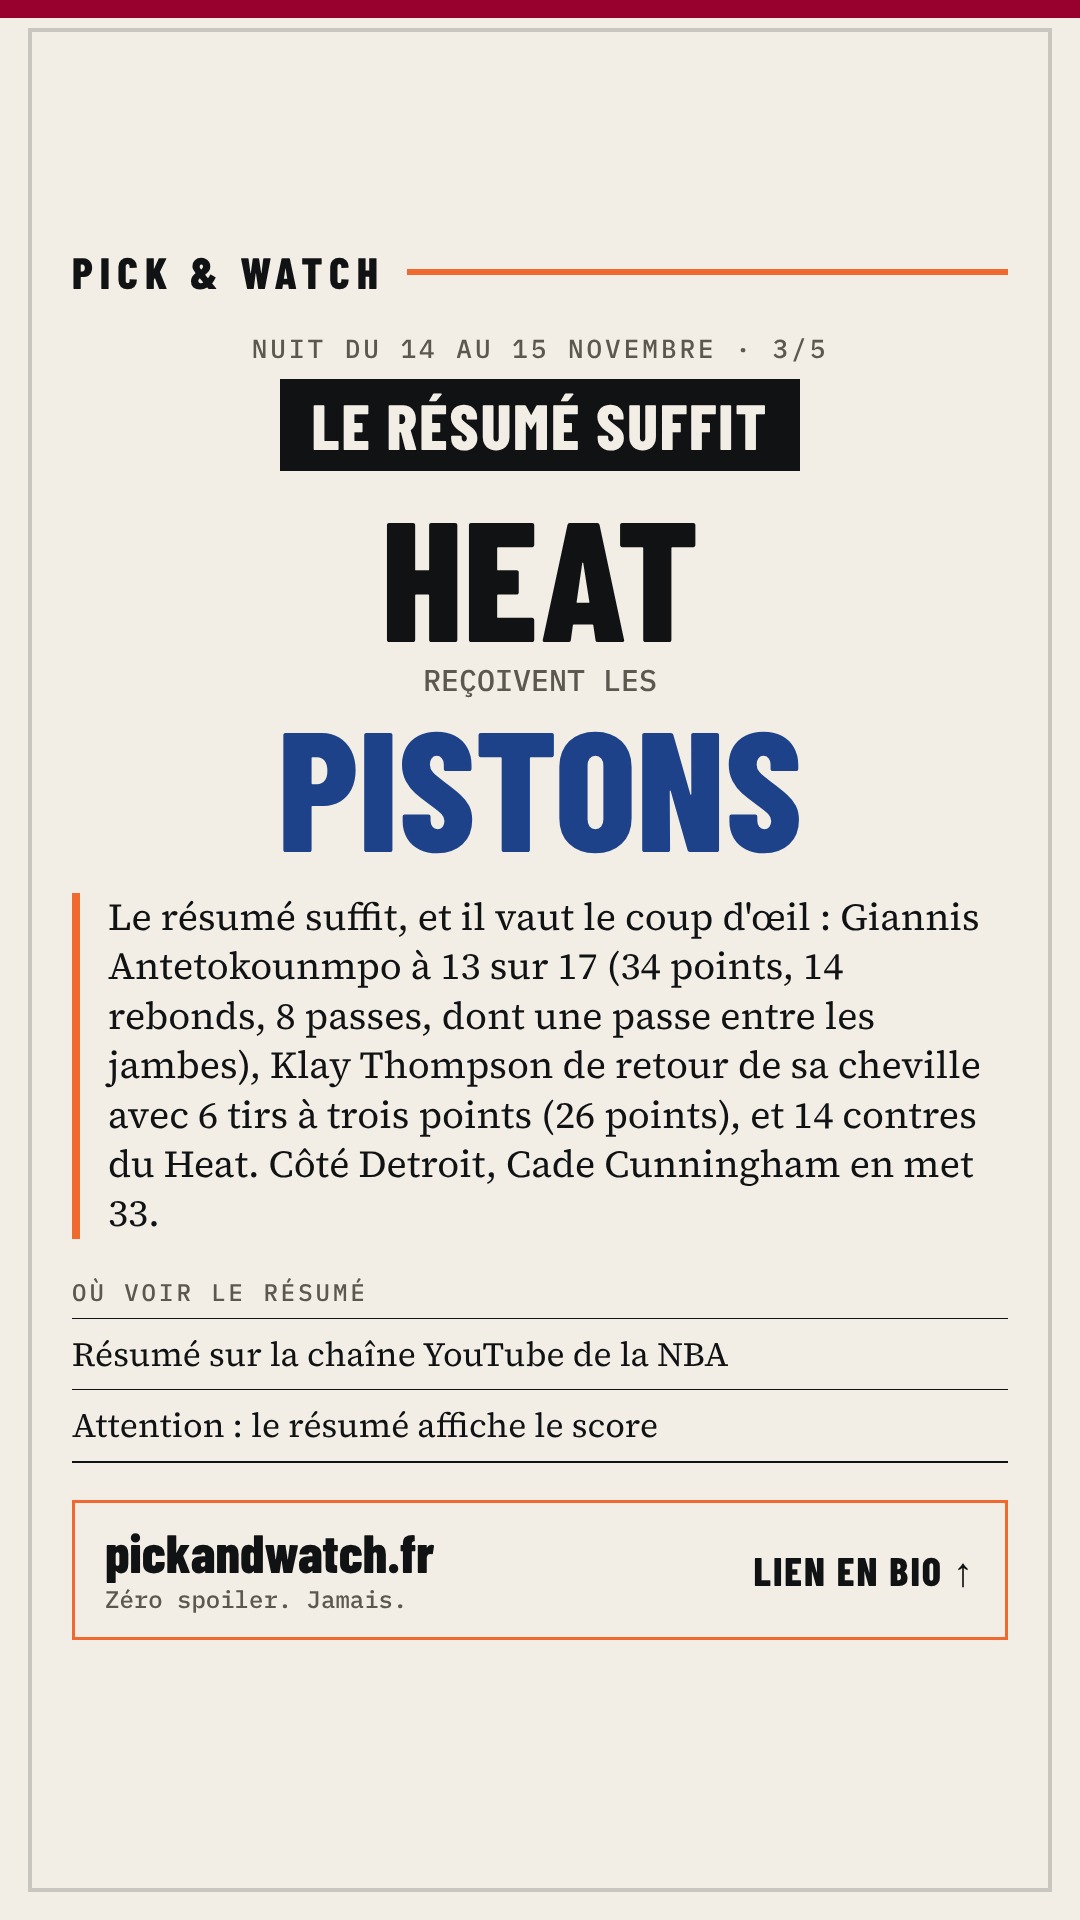 PICK & WATCH
NUIT DU 14 AU 15 NOVEMBRE · 3/5
LE RÉSUMÉ SUFFIT
HEAT
REÇOIVENT LES
PISTONS
Le résumé suffit, et il vaut le coup d'œil : Giannis
Antetokounmpo à 13 sur 17 (34 points, 14
rebonds, 8 passes, dont une passe entre les
jambes), Klay Thompson de retour de sa cheville
avec 6 tirs à trois points (26 points), et 14 contres
du Heat. Côté Detroit, Cade Cunningham en met
33.
OÙ VOIR LE RÉSUMÉ
Résumé sur la chaîne YouTube de la NBA
Attention : le résumé affiche le score
pickandwatch.fr
Zéro spoiler. Jamais.
LIEN EN BIO ↑